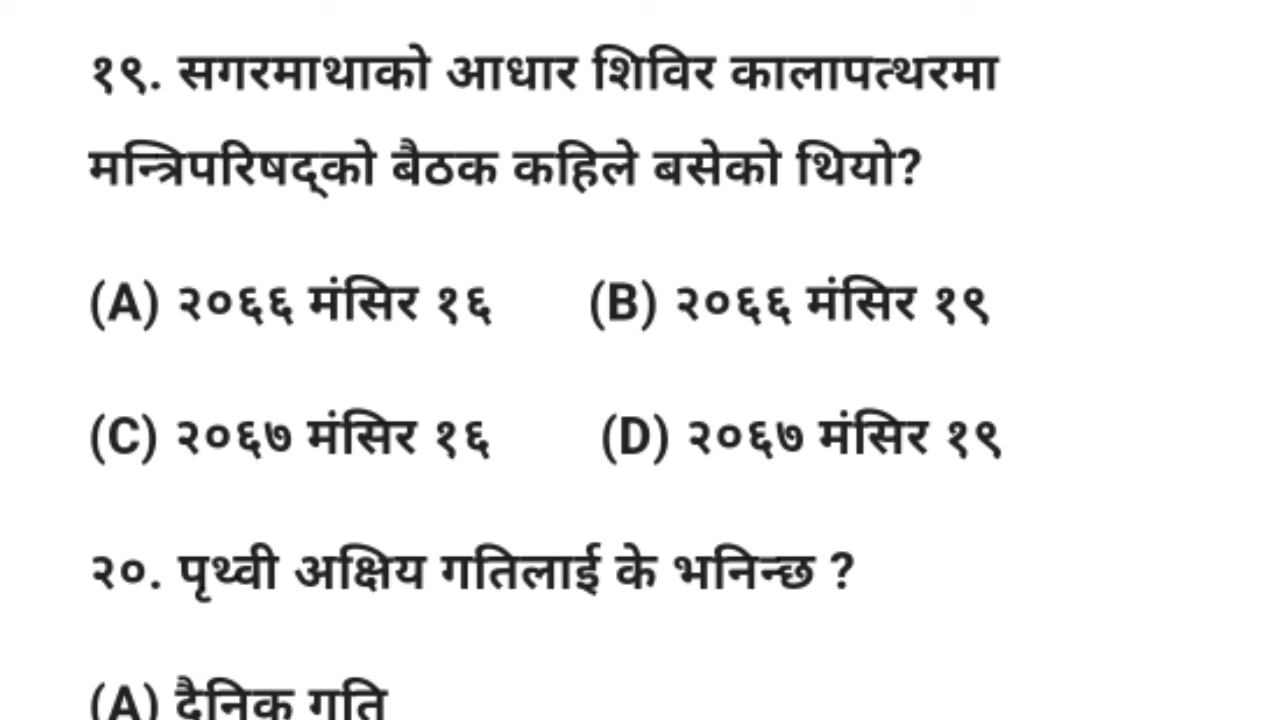 १९. सगरमाथाको आधार शिविर कालापत्थरमा
मन्त्रिपरिषद्को बैठक कहिले बसेको थियो?
(A) २०६६ मंसिर १६ (B) २०६६ मंसिर १९
(C) २०६७ मंसिर १६ (D) २०६७ मंसिर १९
२०. पृथ्वी अक्षिय गतिलाई के भनिन्छ ?
(A) दैनिक गति